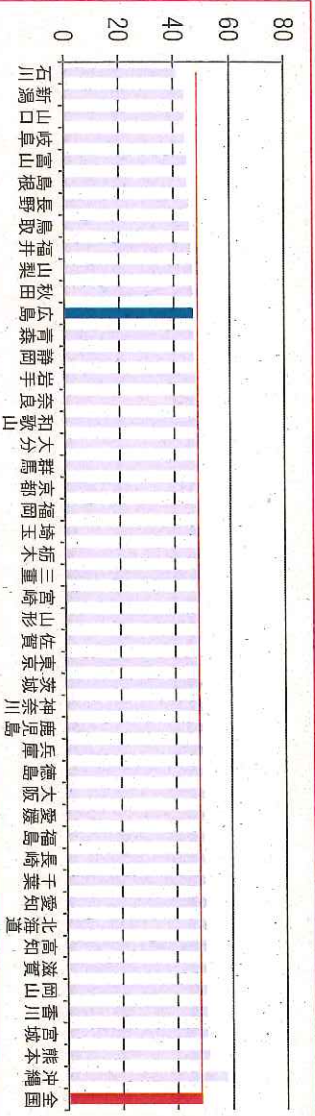 80
60
40
20
0
石川
新潟
山口
岐阜
富山
島根
長野
鳥取
福井
山梨
秋田
広島
青森
静岡
岩手
奈良
和歌山
大分
群馬
京都
福岡
埼玉
栃木
三重
宮崎
山形
佐賀
東京
茨城
神奈川
鹿児島
兵庫
徳島
大阪
愛媛
福島
長崎
千葉
愛知
北海道
高知
滋賀
岡山
香川
宮城
熊本
沖縄
全国